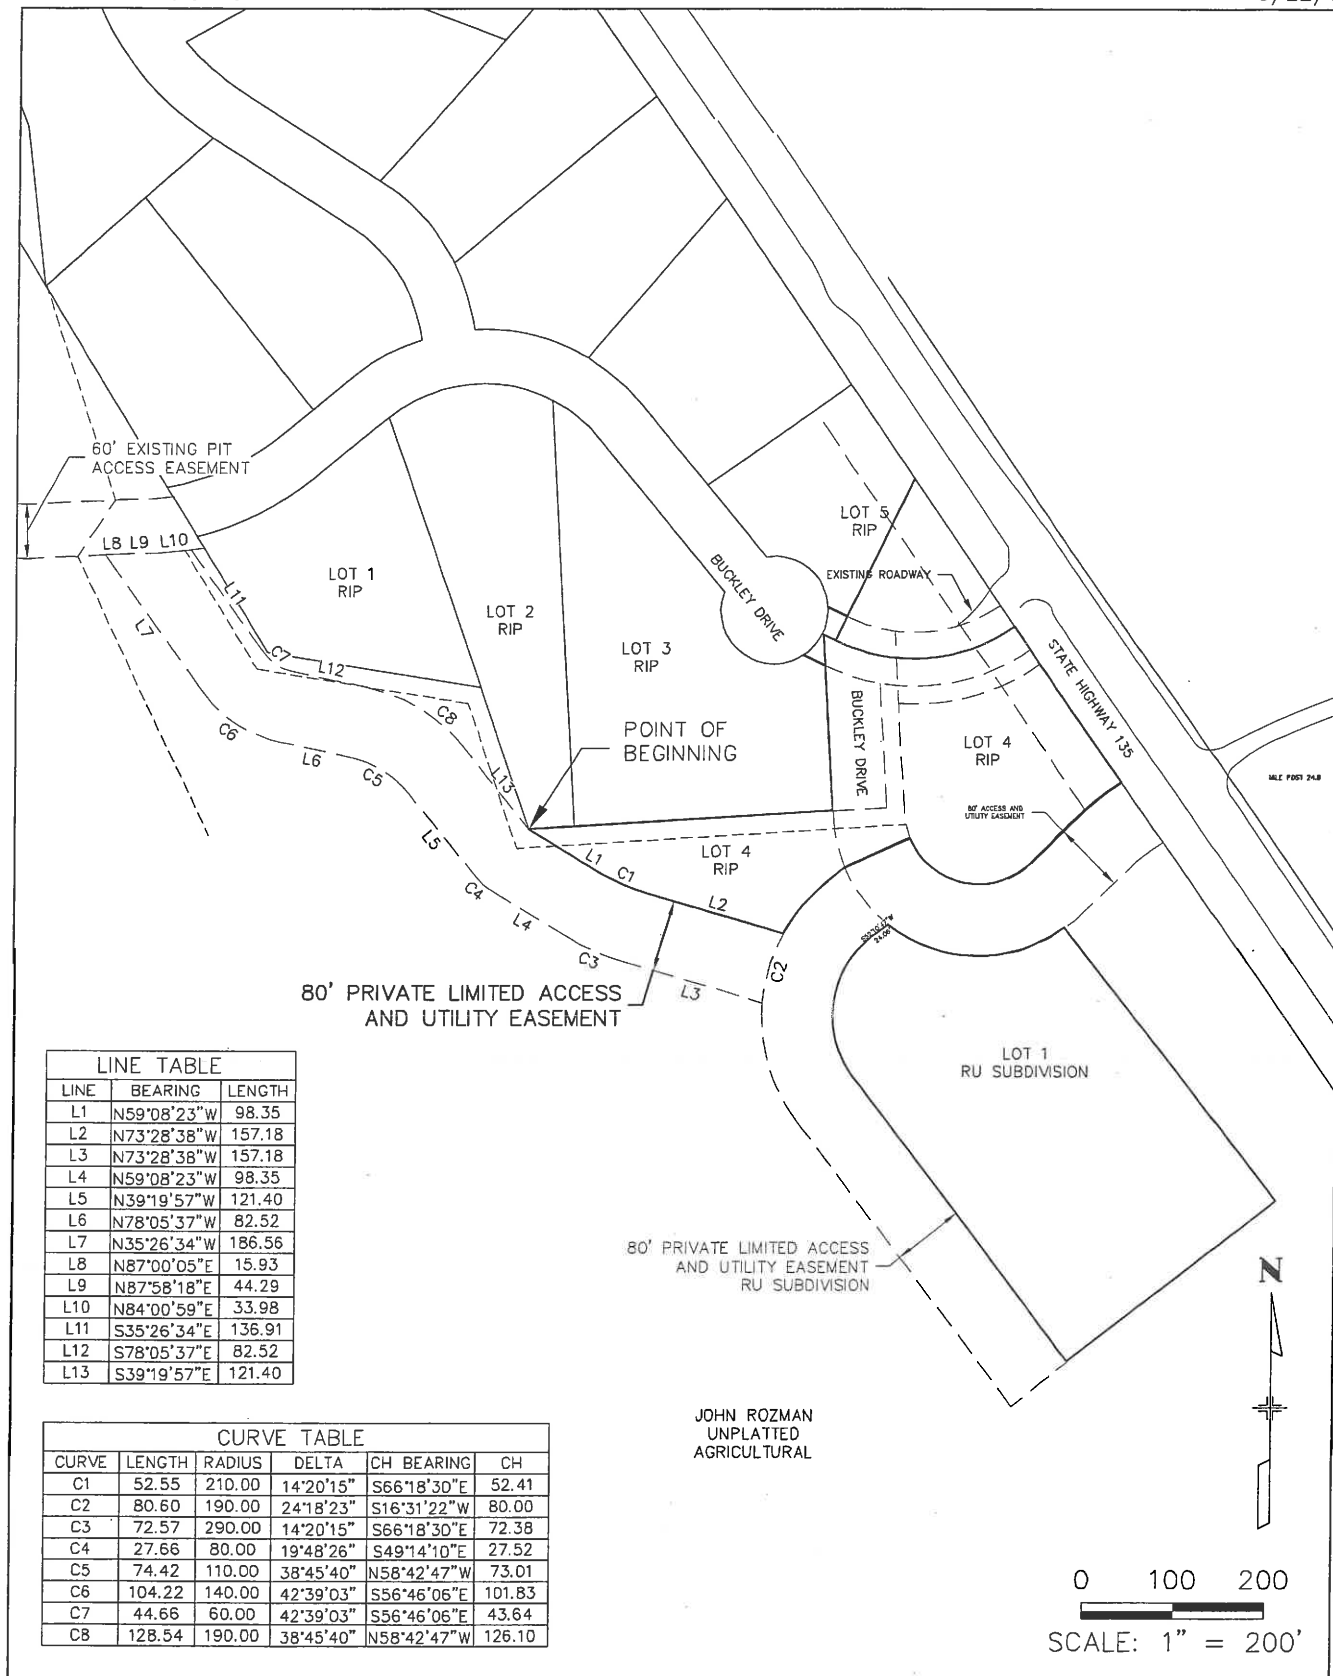 60' EXISTING PIT
ACCESS EASEMENT
L8 L9 L10
L11
L7
LOT 1
RIP
C7
L12
LOT 2
RIP
LOT 3
RIP
BUCKLEY DRIVE
LOT 5
RIP
EXISTING ROADWAY
STATE HIGHWAY 135
BUCKLEY DRIVE
LOT 4
RIP
80' ACCESS AND
UTILITY EASEMENT
MILE POST 24.8
C8
C6
L6
C5
L13
POINT OF
BEGINNING
L5
L1
C1
LOT 4
RIP
L2
C4
L4
C3
L3
C2
80' PRIVATE LIMITED ACCESS
AND UTILITY EASEMENT
LOT 1
RU SUBDIVISION
80' PRIVATE LIMITED ACCESS
AND UTILITY EASEMENT
RU SUBDIVISION
LINE TABLE
LINE BEARING LENGTH
L1 N59°08'23"W 98.35
L2 N73°28'38"W 157.18
L3 N73°28'38"W 157.18
L4 N59°08'23"W 98.35
L5 N39°19'57"W 121.40
L6 N78°05'37"W 82.52
L7 N35°26'34"W 186.56
L8 N87°00'05"E 15.93
L9 N87°58'18"E 44.29
L10 N84°00'59"E 33.98
L11 S35°26'34"E 136.91
L12 S78°05'37"E 82.52
L13 S39°19'57"E 121.40
JOHN ROZMAN
UNPLATTED
AGRICULTURAL
CURVE TABLE
CURVE LENGTH RADIUS DELTA CH BEARING CH
C1 52.55 210.00 14°20'15" S66°18'30"E 52.41
C2 80.60 190.00 24°18'23" S16°31'22"W 80.00
C3 72.57 290.00 14°20'15" S66°18'30"E 72.38
C4 27.66 80.00 19°48'26" S49°14'10"E 27.52
C5 74.42 110.00 38°45'40" N58°42'47"W 73.01
C6 104.22 140.00 42°39'03" S56°46'06"E 101.83
C7 44.66 60.00 42°39'03" S56°46'06"E 43.64
C8 128.54 190.00 38°45'40" N58°42'47"W 126.10
N
0 100 200
SCALE: 1" = 200'